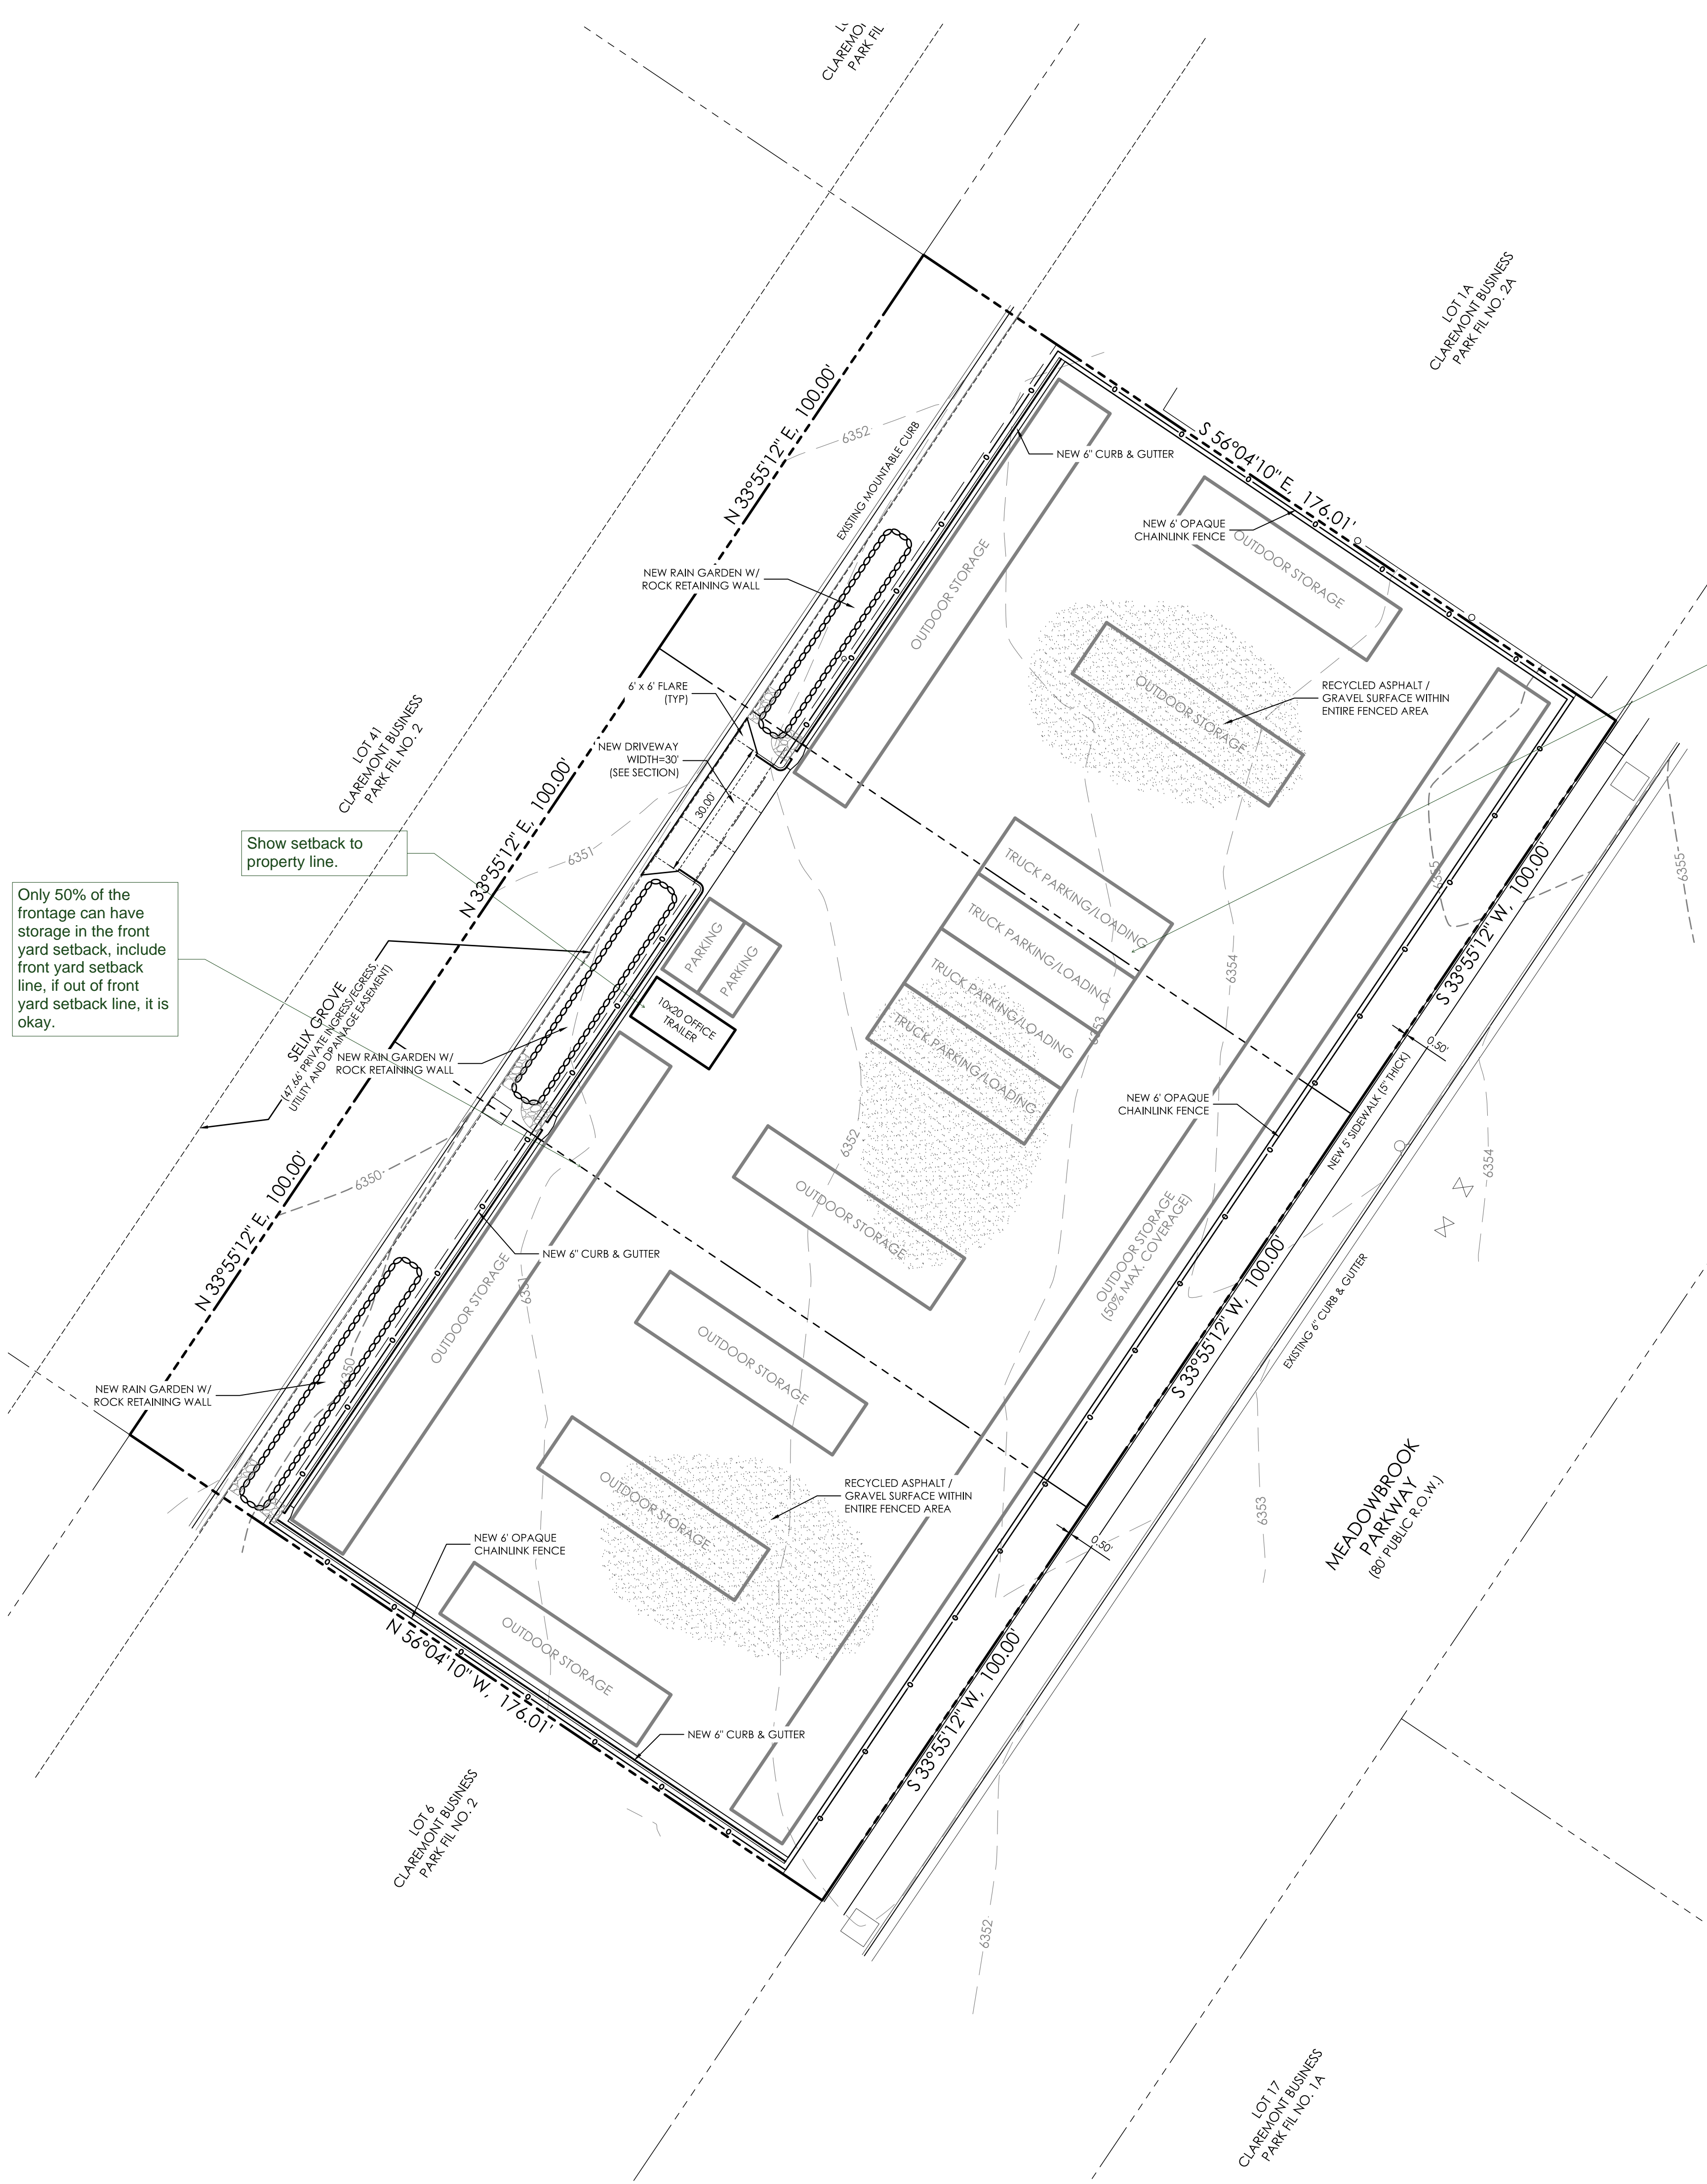 CLAREMO
PARK FIL
LOT 1A
CLAREMONT BUSINESS
PARK FIL NO. 2A
S 56°04'10" E, 176.01'
N 33°55'12" E, 100.00'
6352
EXISTING MOUNTABLE CURB
NEW 6" CURB & GUTTER
NEW 6' OPAQUE
CHAINLINK FENCE
OUTDOOR STORAGE
OUTDOOR STORAGE
NEW RAIN GARDEN W/
ROCK RETAINING WALL
6' x 6' FLARE
(TYP)
OUTDOOR STORAGE
RECYCLED ASPHALT /
GRAVEL SURFACE WITHIN
ENTIRE FENCED AREA
LOT 41
CLAREMONT BUSINESS
PARK FIL NO. 2
NEW DRIVEWAY
WIDTH=30'
(SEE SECTION)
30.00'
N 33°55'12" E, 100.00'
6351
Show setback to
property line.
Only 50% of the
frontage can have
storage in the front
yard setback, include
front yard setback
line, if out of front
yard setback line, it is
okay.
TRUCK PARKING/LOADING
TRUCK PARKING/LOADING
TRUCK PARKING/LOADING
TRUCK PARKING/LOADING
6355
6355
S 33°55'12" W, 100.00'
PARKING
PARKING
6354
6353
10x20 OFFICE
TRAILER
SELIX GROVE
(47.66' PRIVATE INGRESS/EGRESS,
UTILITY AND DRAINAGE EASEMENT)
NEW RAIN GARDEN W/
ROCK RETAINING WALL
0.50'
NEW 5' SIDEWALK (5" THICK)
NEW 6' OPAQUE
CHAINLINK FENCE
6352
6354
N 33°55'12" E, 100.00'
6350
OUTDOOR STORAGE
OUTDOOR STORAGE
(50% MAX. COVERAGE)
NEW 6" CURB & GUTTER
6351
OUTDOOR STORAGE
S 33°55'12" W, 100.00'
EXISTING 6" CURB & GUTTER
OUTDOOR STORAGE
6350
NEW RAIN GARDEN W/
ROCK RETAINING WALL
RECYCLED ASPHALT /
GRAVEL SURFACE WITHIN
ENTIRE FENCED AREA
OUTDOOR STORAGE
6353
MEADOWBROOK
PARKWAY
(80' PUBLIC R.O.W.)
NEW 6' OPAQUE
CHAINLINK FENCE
0.50'
OUTDOOR STORAGE
N 56°04'10" W, 176.01'
NEW 6" CURB & GUTTER
S 33°55'12" W, 100.00'
LOT 6
CLAREMONT BUSINESS
PARK FIL NO. 2
6352
LOT 17
CLAREMONT BUSINESS
PARK FIL NO. 1A